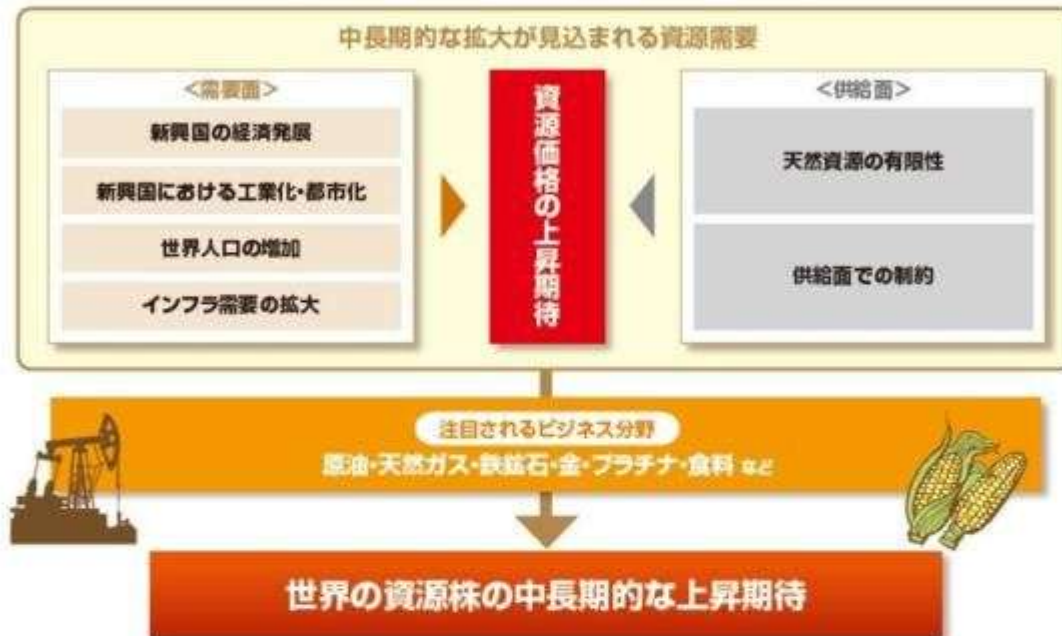 中長期的な拡大が見込まれる資源需要
<需要面>
新興国の経済発展
新興国における工業化・都市化
世界人口の増加
インフラ需要の拡大
資源価格の上昇期待
<供給面>
天然資源の有限性
供給面での制約
注目されるビジネス分野
原油・天然ガス・鉄鉱石・金・プラチナ・食料 など
世界の資源株の中長期的な上昇期待